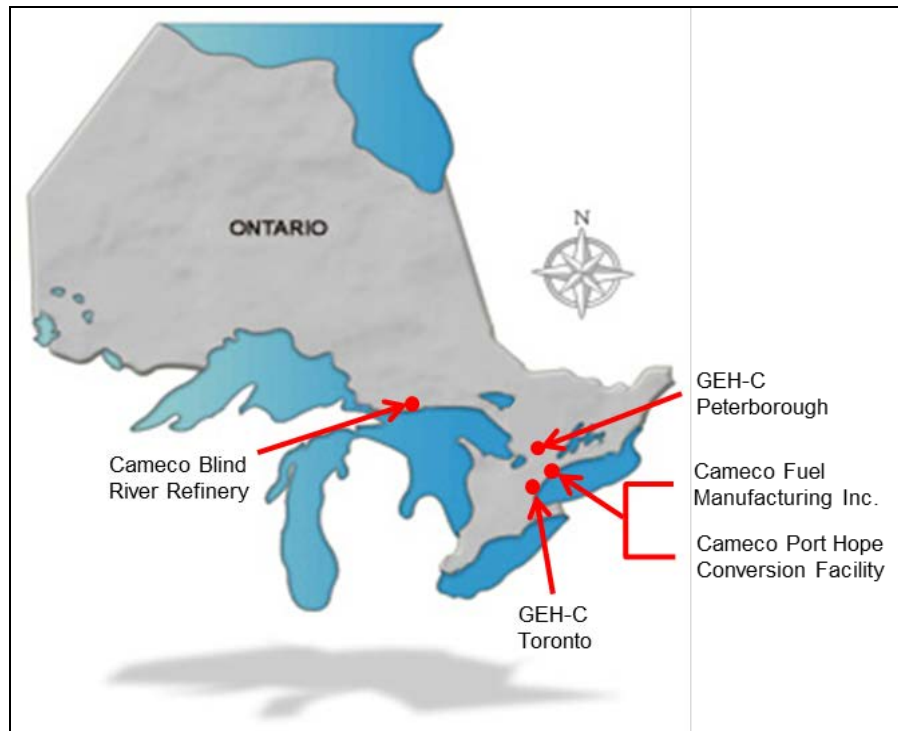 ONTARIO
N
GEH-C
Peterborough
Cameco Blind
River Refinery
Cameco Fuel
Manufacturing Inc.
Cameco Port Hope
Conversion Facility
GEH-C
Toronto